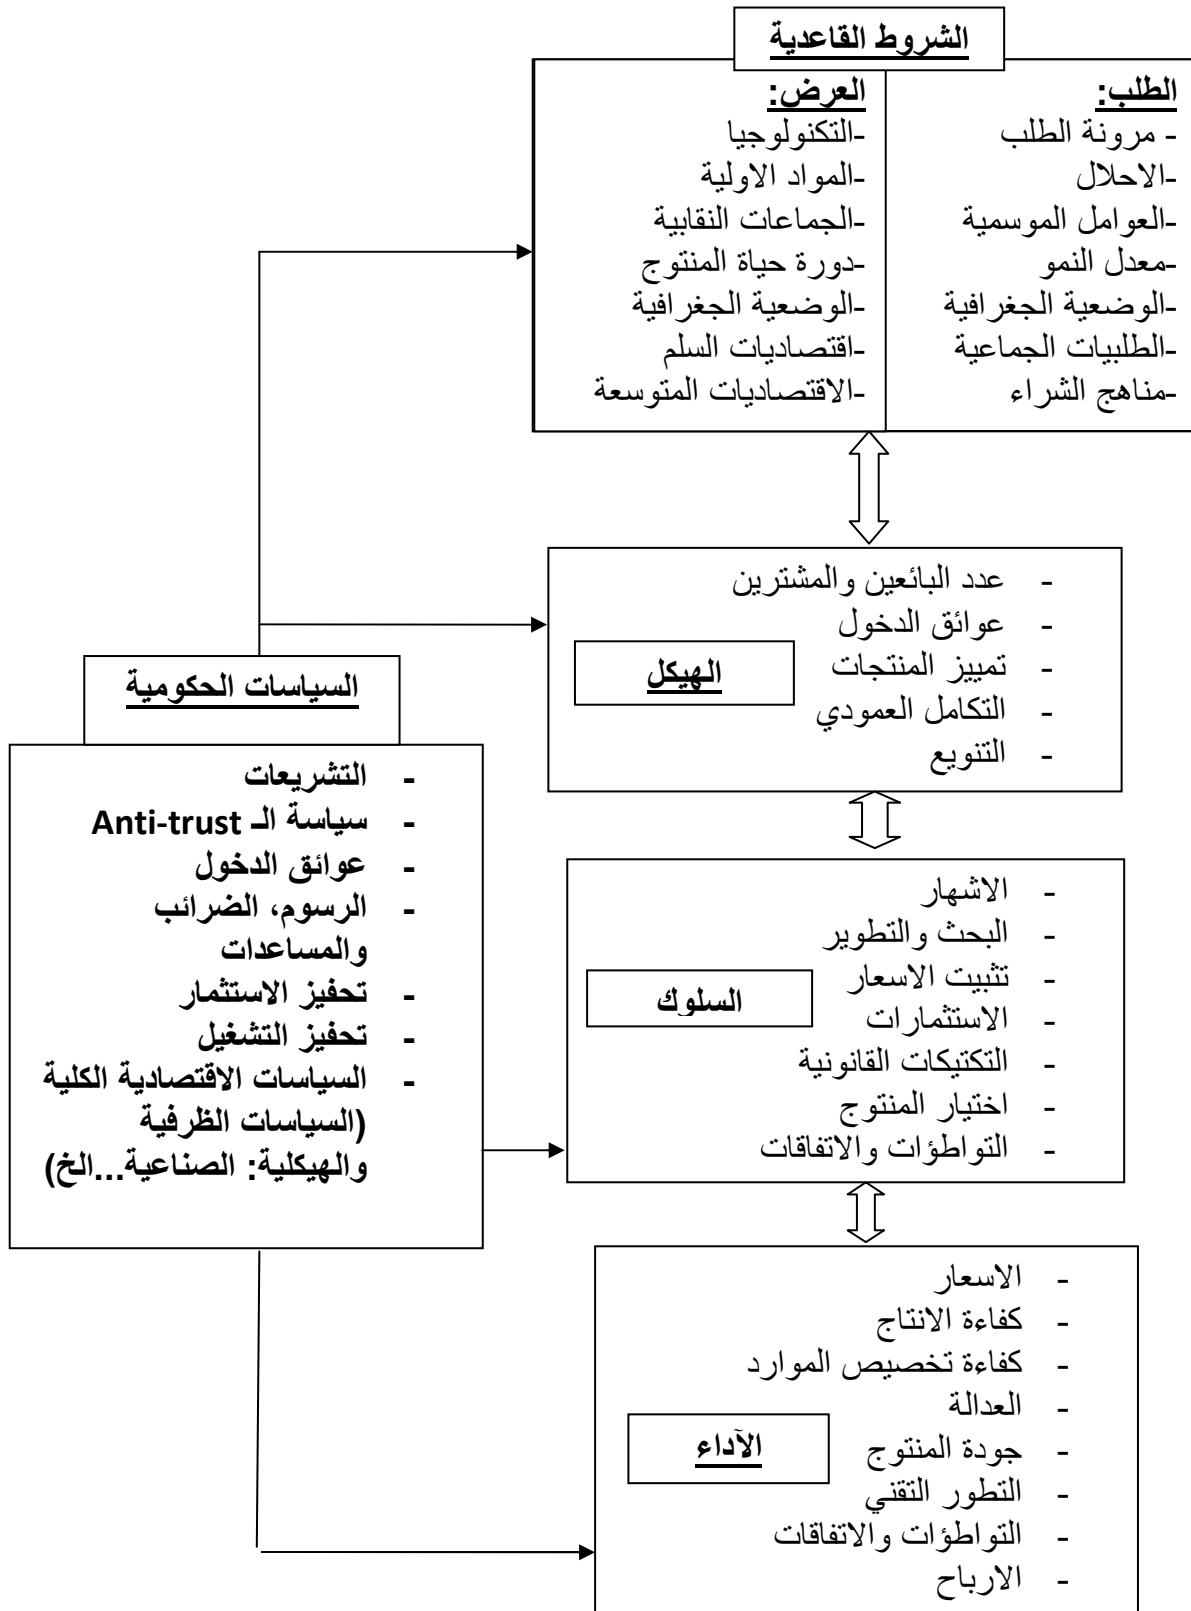 الشروط القاعدية
الطلب:
- مرونة الطلب
-الاحلال
-العوامل الموسمية
-معدل النمو
-الوضعية الجغرافية
-الطلبيات الجماعية
-مناهج الشراء
العرض:
-التكنولوجيا
-المواد الاولية
-الجماعات النقابية
-دورة حياة المنتوج
-الوضعية الجغرافية
-اقتصاديات السلم
-الاقتصاديات المتوسعة
- عدد البائعين والمشترين
- عوائق الدخول
- تمييز المنتجات
- التكامل العمودي
- التنويع
الهيكل
السياسات الحكومية
- التشريعات
- سياسة الـ Anti-trust
- عوائق الدخول
- الرسوم، الضرائب
والمساعدات
- تحفيز الاستثمار
- تحفيز التشغيل
- السياسات الاقتصادية الكلية
(السياسات الظرفية
والهيكلية: الصناعية...الخ)
- الاشهار
- البحث والتطوير
- تثبيت الاسعار
- الاستثمارات
- التكتيكات القانونية
- اختيار المنتوج
- التواطؤات والاتفاقات
السلوك
- الاسعار
- كفاءة الانتاج
- كفاءة تخصيص الموارد
- العدالة
- جودة المنتوج
- التطور التقني
- التواطؤات والاتفاقات
- الارباح
الآداء